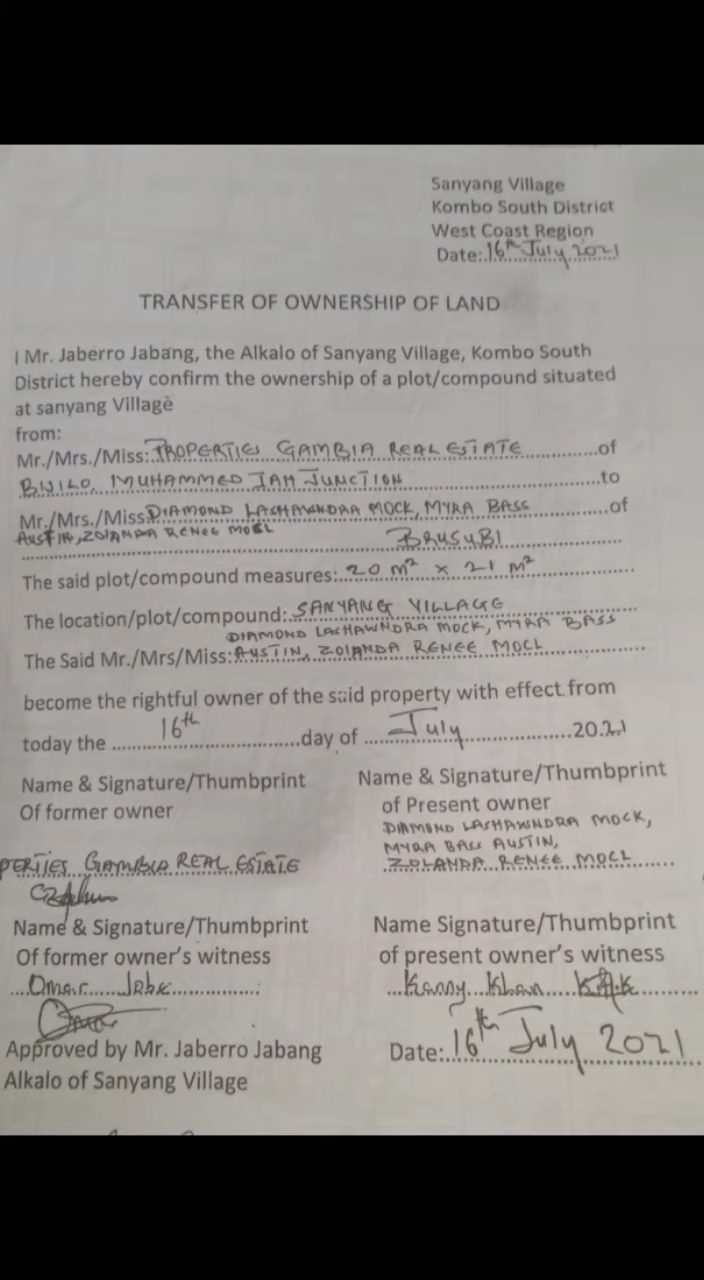 Sanyang Village
Kombo South District
West Coast Region
Date:.16th July 2021
TRANSFER OF OWNERSHIP OF LAND
I Mr. Jaberro Jabang, the Alkalo of Sanyang Village, Kombo South
District hereby confirm the ownership of a plot/compound situated
at sanyang Village
from:
Mr./Mrs./Miss: PROPERTIES GAMBIA REAL ESTATE of
BWILO, MUHAMMED JAH JUNCTION to
Mr./Mrs./Miss: DIAMOND LASHAWNDRA MOCK, MYRA BASS of
AUSTIN, ZOLANDA RENEE MOCL
BRUSUBI
The said plot/compound measures: 20 m² x 21 m²
The location/plot/compound: SANYANG VILLAGE
DIAMOND LASHAWNDRA MOCK, MYRA BASS
The Said Mr./Mrs/Miss: AUSTIN, ZOLANDA RENEE MOCL
become the rightful owner of the said property with effect from
today the 16th day of July 2021
Name & Signature/Thumbprint
Of former owner
Name & Signature/Thumbprint
of Present owner
DIAMOND LASHAWNDRA MOCK,
MYRA BASS AUSTIN,
ZOLANDA RENEE MOCL
PERTIES GAMBIA REAL ESTATE
Name & Signature/Thumbprint
Of former owner's witness
Omar Jobe
Name Signature/Thumbprint
of present owner's witness
Kanny Khan
Approved by Mr. Jaberro Jabang
Alkalo of Sanyang Village
Date: 16th July 2021